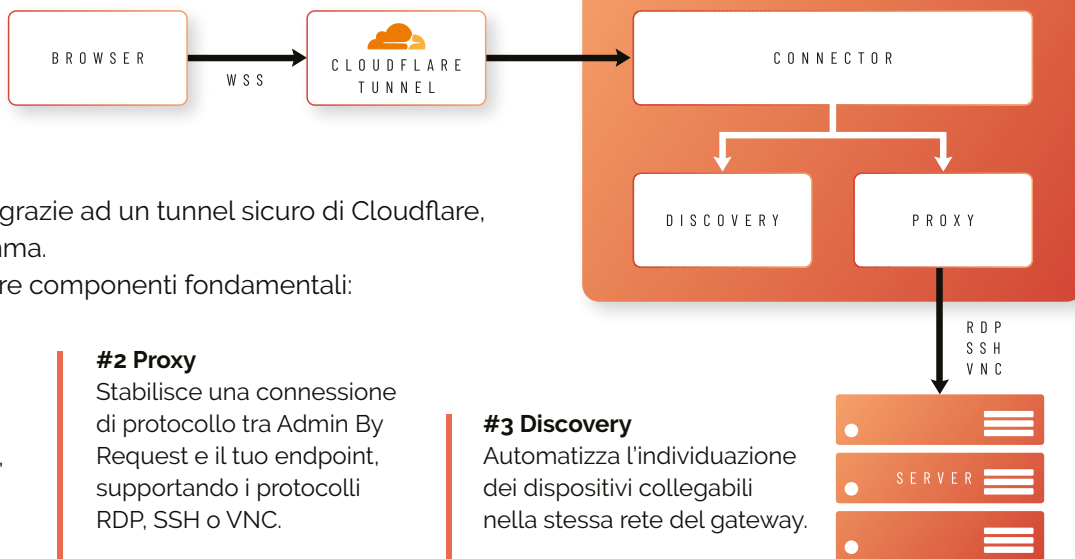 BROWSER
WSS
CLOUDFLARE
TUNNEL
CONNECTOR
DISCOVERY
PROXY
grazie ad un tunnel sicuro di Cloudflare,
componenti fondamentali:
RDP
SSH
VNC
#2 Proxy
Stabilisce una connessione
di protocollo tra Admin By
Request e il tuo endpoint,
supportando i protocolli
RDP, SSH o VNC.
#3 Discovery
Automatizza l'individuazione
dei dispositivi collegabili
nella stessa rete del gateway.
SERVER